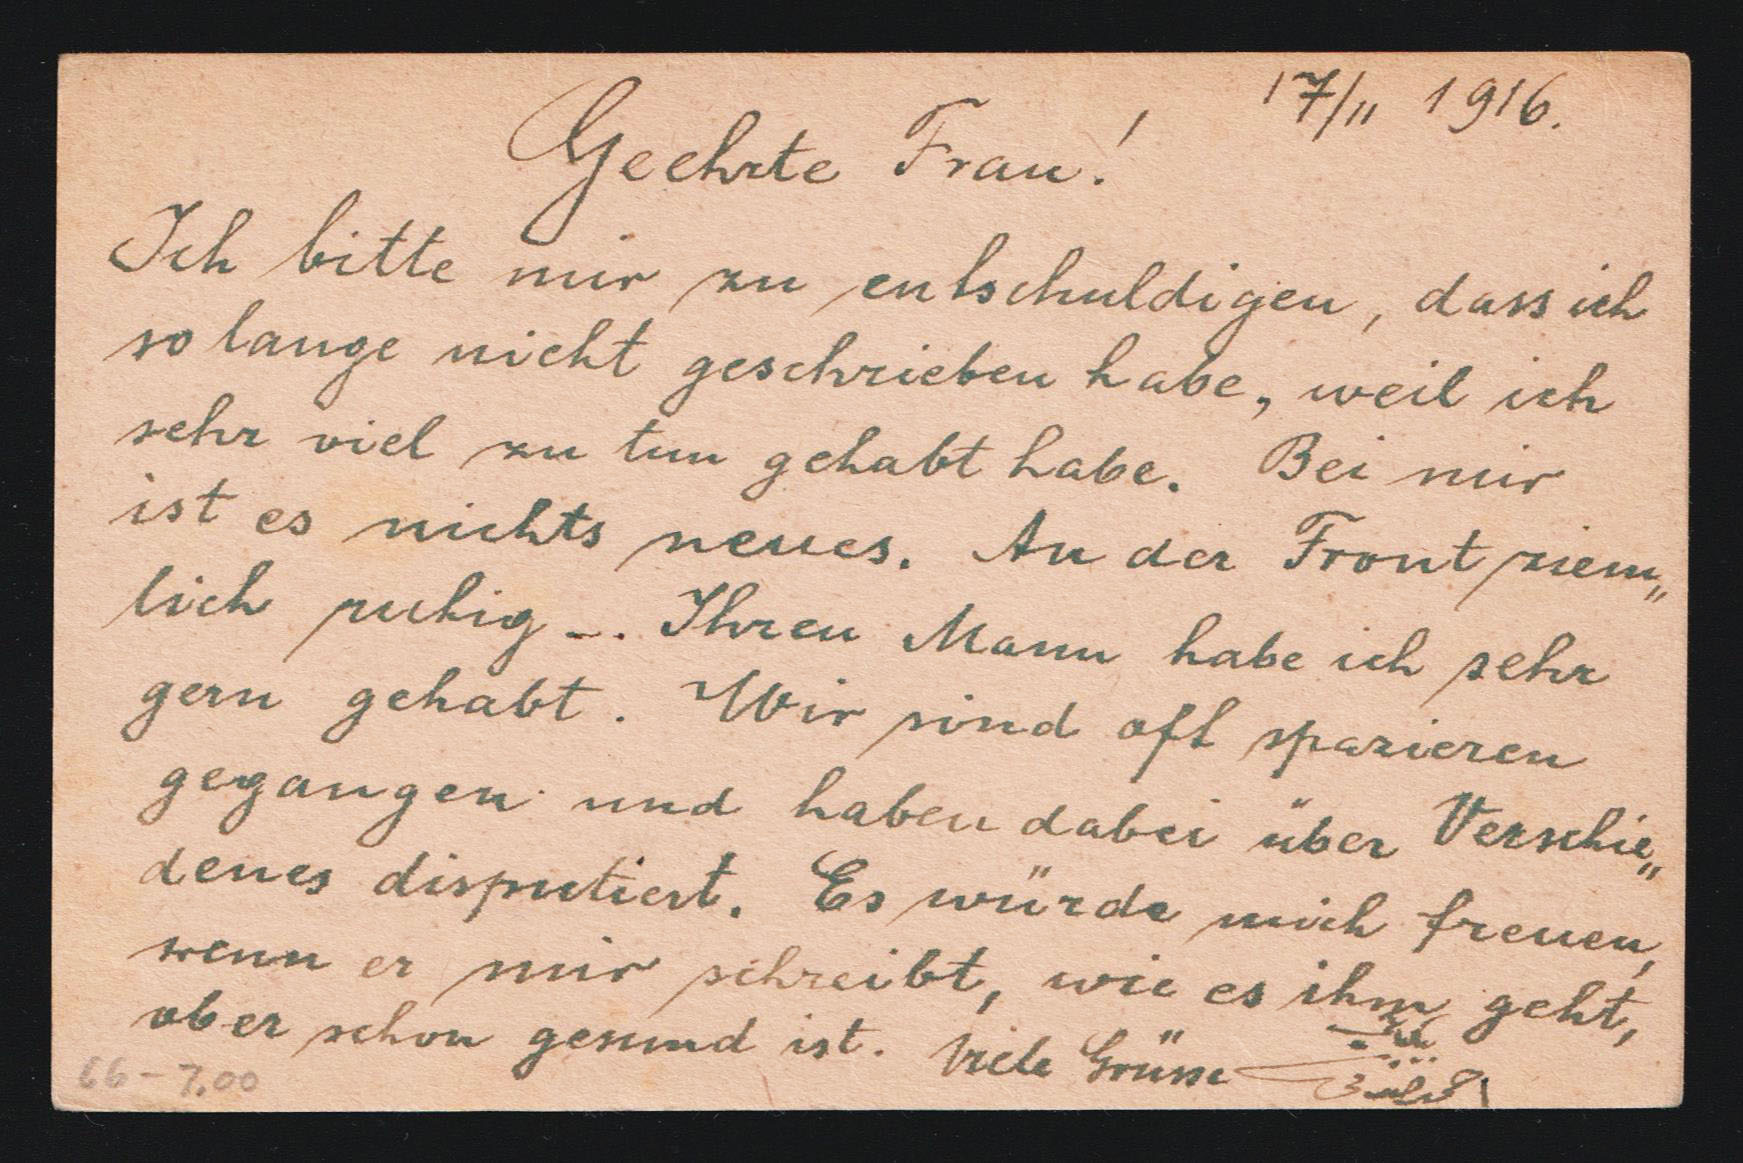 17/II 1916.
Geehrte Frau!
Ich bitte mir zu entschuldigen, dass ich
so lange nicht geschrieben habe, weil ich
sehr viel zu tun gehabt habe. Bei mir
ist es nichts neues. An der Front ziem„
lich ruhig -. Ihren Mann habe ich sehr
gern gehabt. Wir sind oft spazieren
gegangen und haben dabei über Verschie„
denes disputiert. Es würde mich freuen,
wenn er mir schreibt, wie es ihm geht,
ob er schon gesund ist. Viele Grüsse
66-7.00